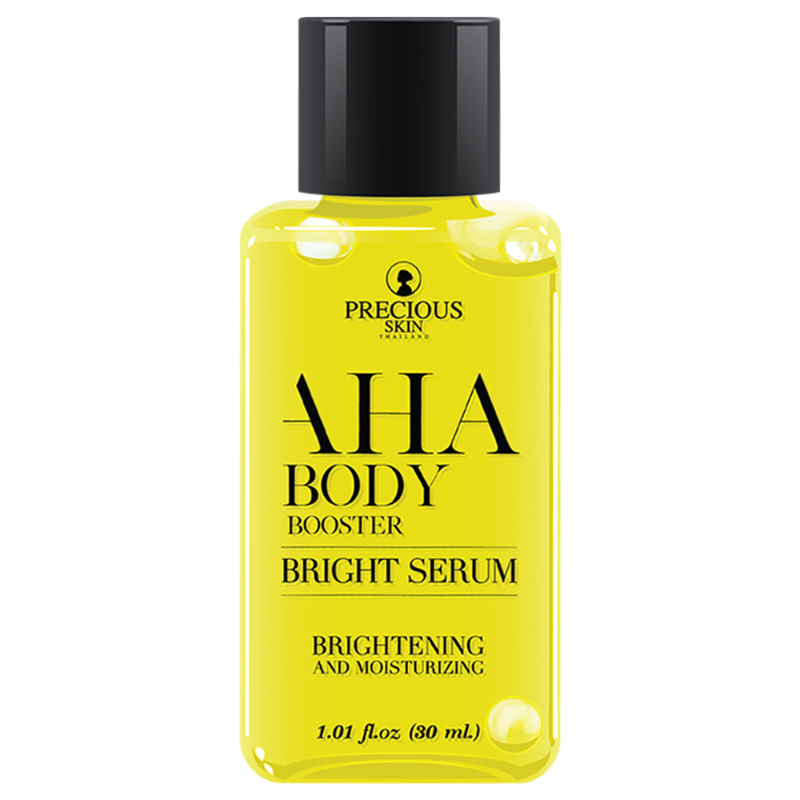 PRECIOUS
SKIN
THAILAND
AHA
BODY
BOOSTER
BRIGHT SERUM
BRIGHTENING
AND MOISTURIZING
1.01 fl.oz (30 ml.)